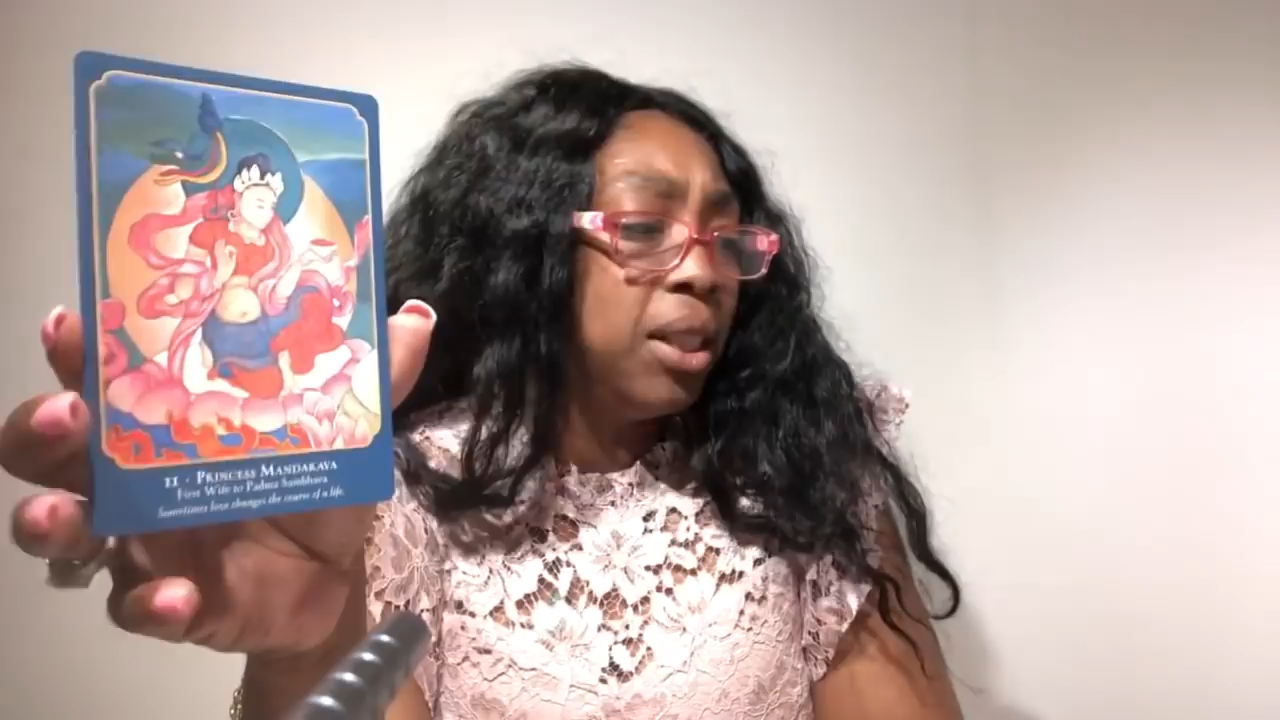 11 · PRINCESS MANDARAVA
First Wife to Padma Sambhava
Sometimes love changes the course of a life.